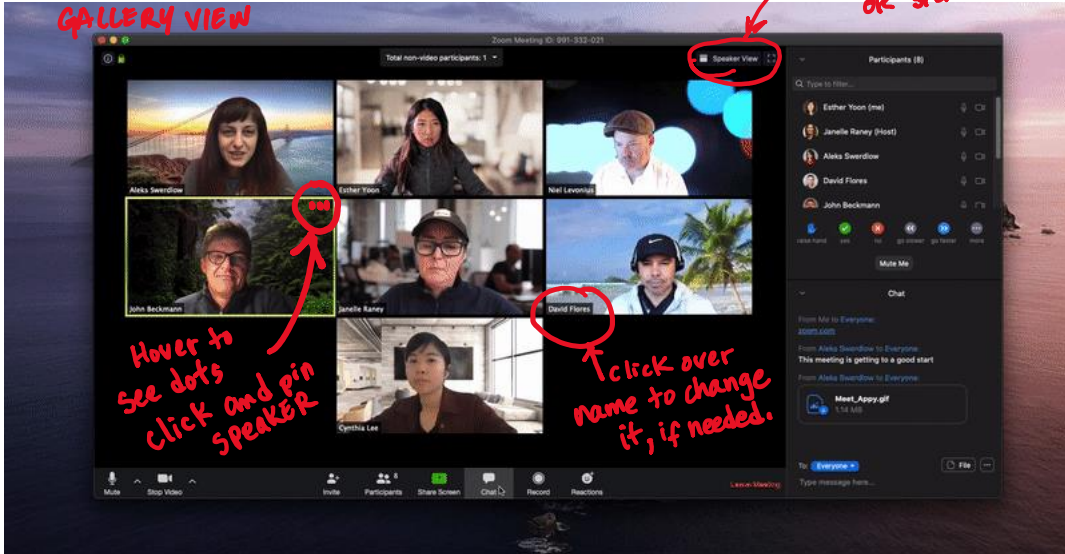 GALLERY VIEW
OR
Zoom Meeting ID: 991-332-021
Total non-video participants: 1
Speaker View
Participants (8)
Type to filter...
Esther Yoon (me)
Janelle Raney (Host)
Aleks Swerdlow
David Flores
John Beckmann
raise hand yes no go slower go faster more
Mute Me
Aleks Swerdlow
Esther Yoon
Niel Levonius
John Beckmann
Janelle Raney
David Flores
Cynthia Lee
Hover to
see dots
click and pin
SPEAKER
click over
name to change
it, if needed.
Chat
From Me to Everyone:
zoom.com
From Aleks Swerdlow to Everyone:
This meeting is getting to a good start
From Aleks Swerdlow to Everyone:
Meet_Appy.gif
1.14 MB
To: Everyone
File
Type message here...
Mute
Stop Video
Invite
Participants
8
Share Screen
Chat
Record
Reactions
Leave Meeting